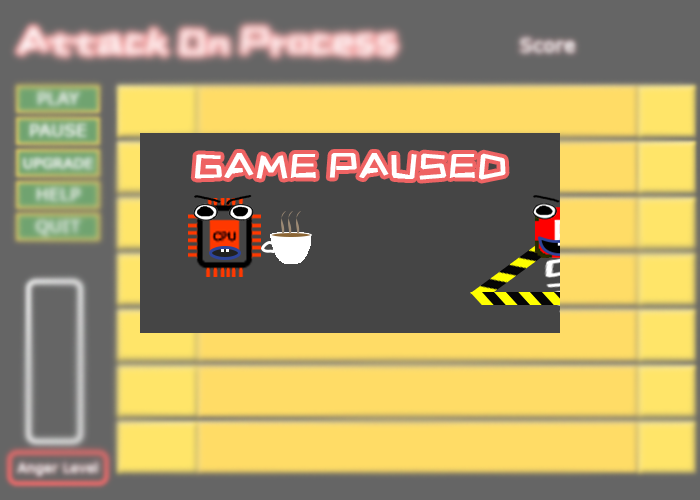 Attack On Process
Score
PLAY
PAUSE
UPGRADE
HELP
QUIT
GAME PAUSED
CPU
Anger Level